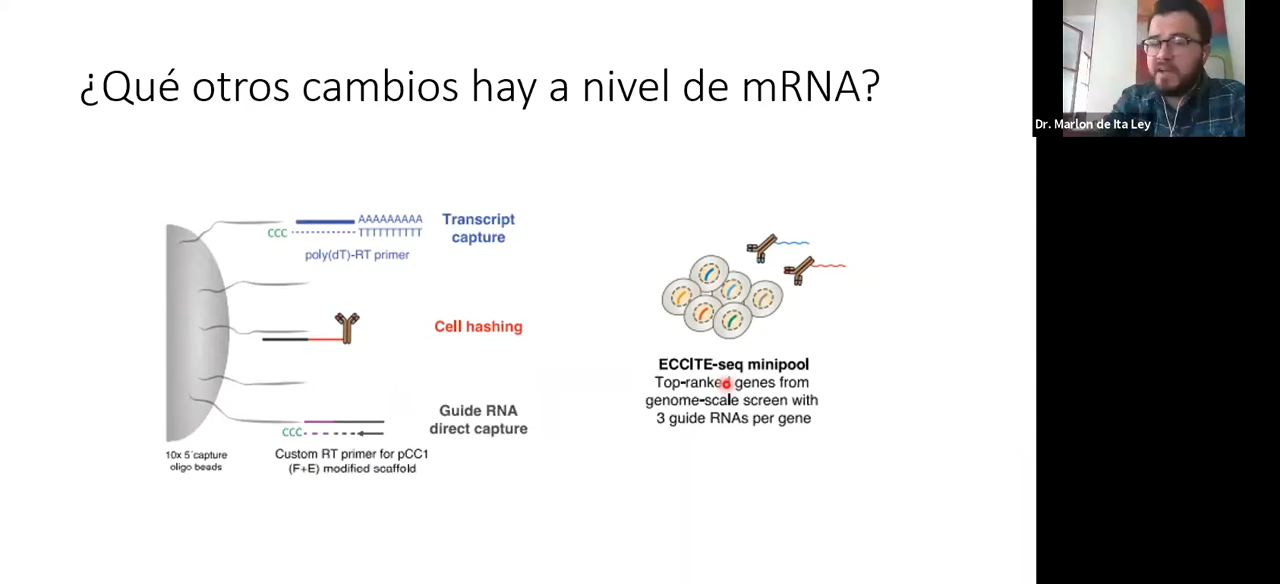 ¿Qué otros cambios hay a nivel de mRNA?
Dr. Marlon de Ita Ley
AAAAAAAAA
CCC
TTTTTTTTTT
poly(dT)-RT primer
Transcript
capture
Cell hashing
Guide RNA
direct capture
CCC
10x 5´capture
oligo beads
Custom RT primer for pCC1
(F+E) modified scaffold
ECCITE-seq minipool
Top-ranked genes from
genome-scale screen with
3 guide RNAs per gene